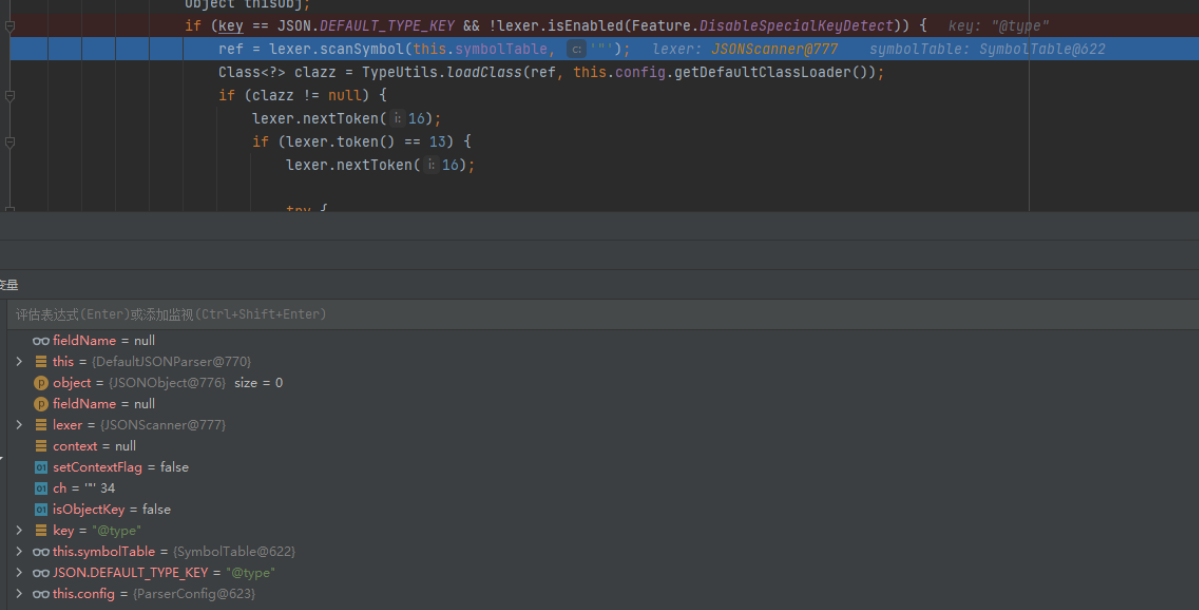 Object thisObj;
if (key == JSON.DEFAULT_TYPE_KEY && !lexer.isEnabled(Feature.DisableSpecialKeyDetect)) { key: "@type"
ref = lexer.scanSymbol(this.symbolTable, c: '"'); lexer: JSONScanner@777 symbolTable: SymbolTable@622
Class<?> clazz = TypeUtils.loadClass(ref, this.config.getDefaultClassLoader());
if (clazz != null) {
lexer.nextToken( i: 16);
if (lexer.token() == 13) {
lexer.nextToken( i: 16);
try {
变量
评估表达式(Enter)或添加监视(Ctrl+Shift+Enter)
fieldName = null
this = {DefaultJSONParser@770}
object = {JSONObject@776} size = 0
fieldName = null
lexer = {JSONScanner@777}
context = null
setContextFlag = false
ch = '"' 34
isObjectKey = false
key = "@type"
this.symbolTable = {SymbolTable@622}
JSON.DEFAULT_TYPE_KEY = "@type"
this.config = {ParserConfig@623}